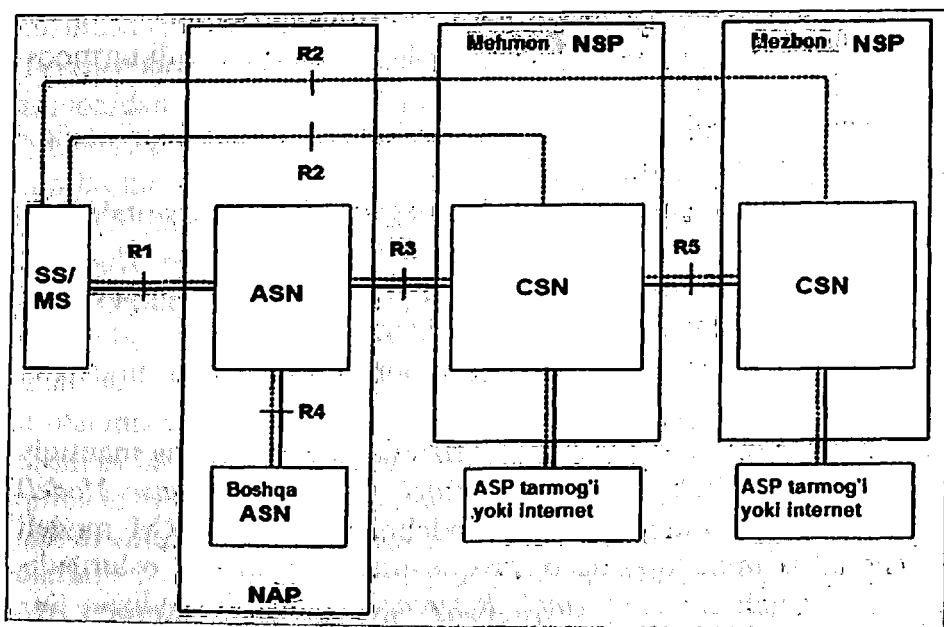 Mehmon NSP
Mezbon NSP
R2
R2
SS/
MS
R1
ASN
R3
CSN
R5
CSN
R4
Boshqa
ASN
ASP tarmog'i
yoki internet
ASP tarmog'i
yoki internet
NAP